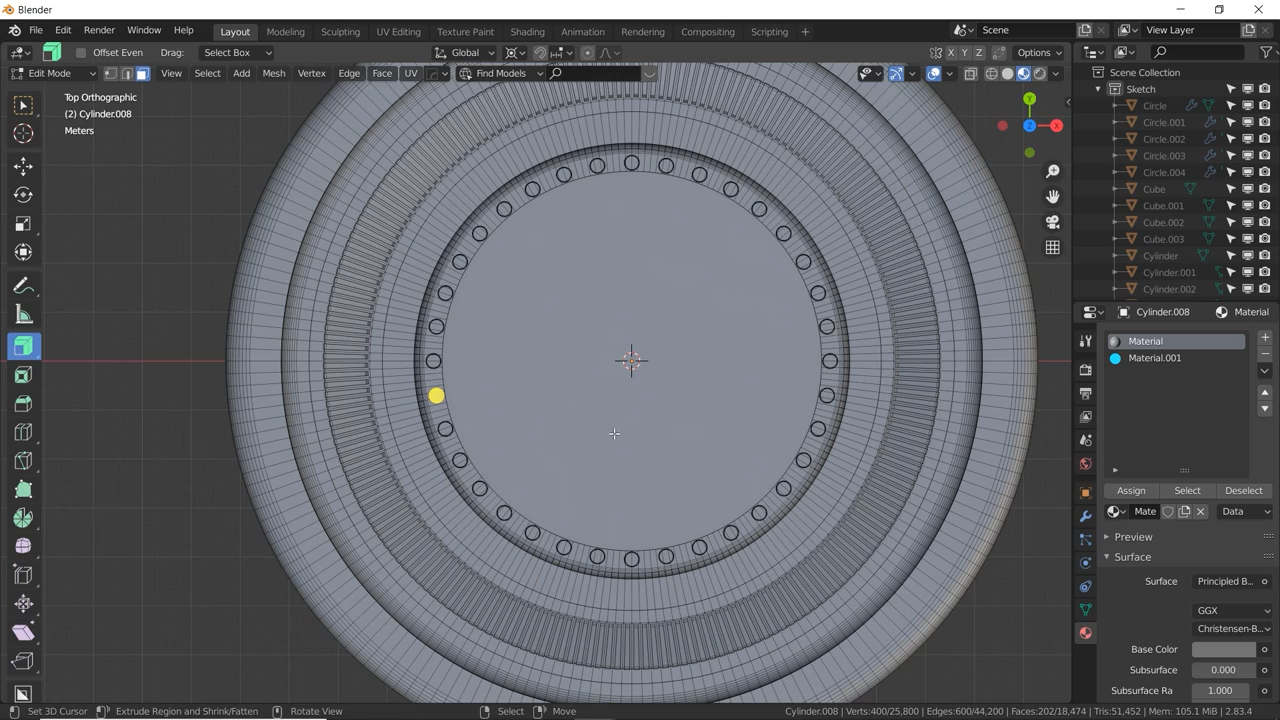 Blender
File Edit Render Window Help Layout Modeling Sculpting UV Editing Texture Paint Shading Animation Rendering Compositing Scripting + Scene View Layer
Offset Even Drag: Select Box Global X Y Z Options
Edit Mode View Select Add Mesh Vertex Edge Face UV Find Models
Top Orthographic
(2) Cylinder.008
Meters
Y
Z
X
Scene Collection
Sketch
Circle
Circle.001
Circle.002
Circle.003
Circle.004
Cube
Cube.001
Cube.002
Cube.003
Cylinder
Cylinder.001
Cylinder.002
Cylinder.008 Material
Material
Material.001
Assign Select Deselect
Mate Data
Preview
Surface
Surface Principled B...
GGX
Christensen-B...
Base Color
Subsurface 0.000
Subsurface Ra 1.000
Set 3D Cursor Extrude Region and Shrink/Fatten Rotate View Select Move Cylinder.008 | Verts:400/25,800 | Edges:600/44,200 | Faces:202/18,474 | Tris:51,452 | Mem: 105.1 MiB | 2.83.4